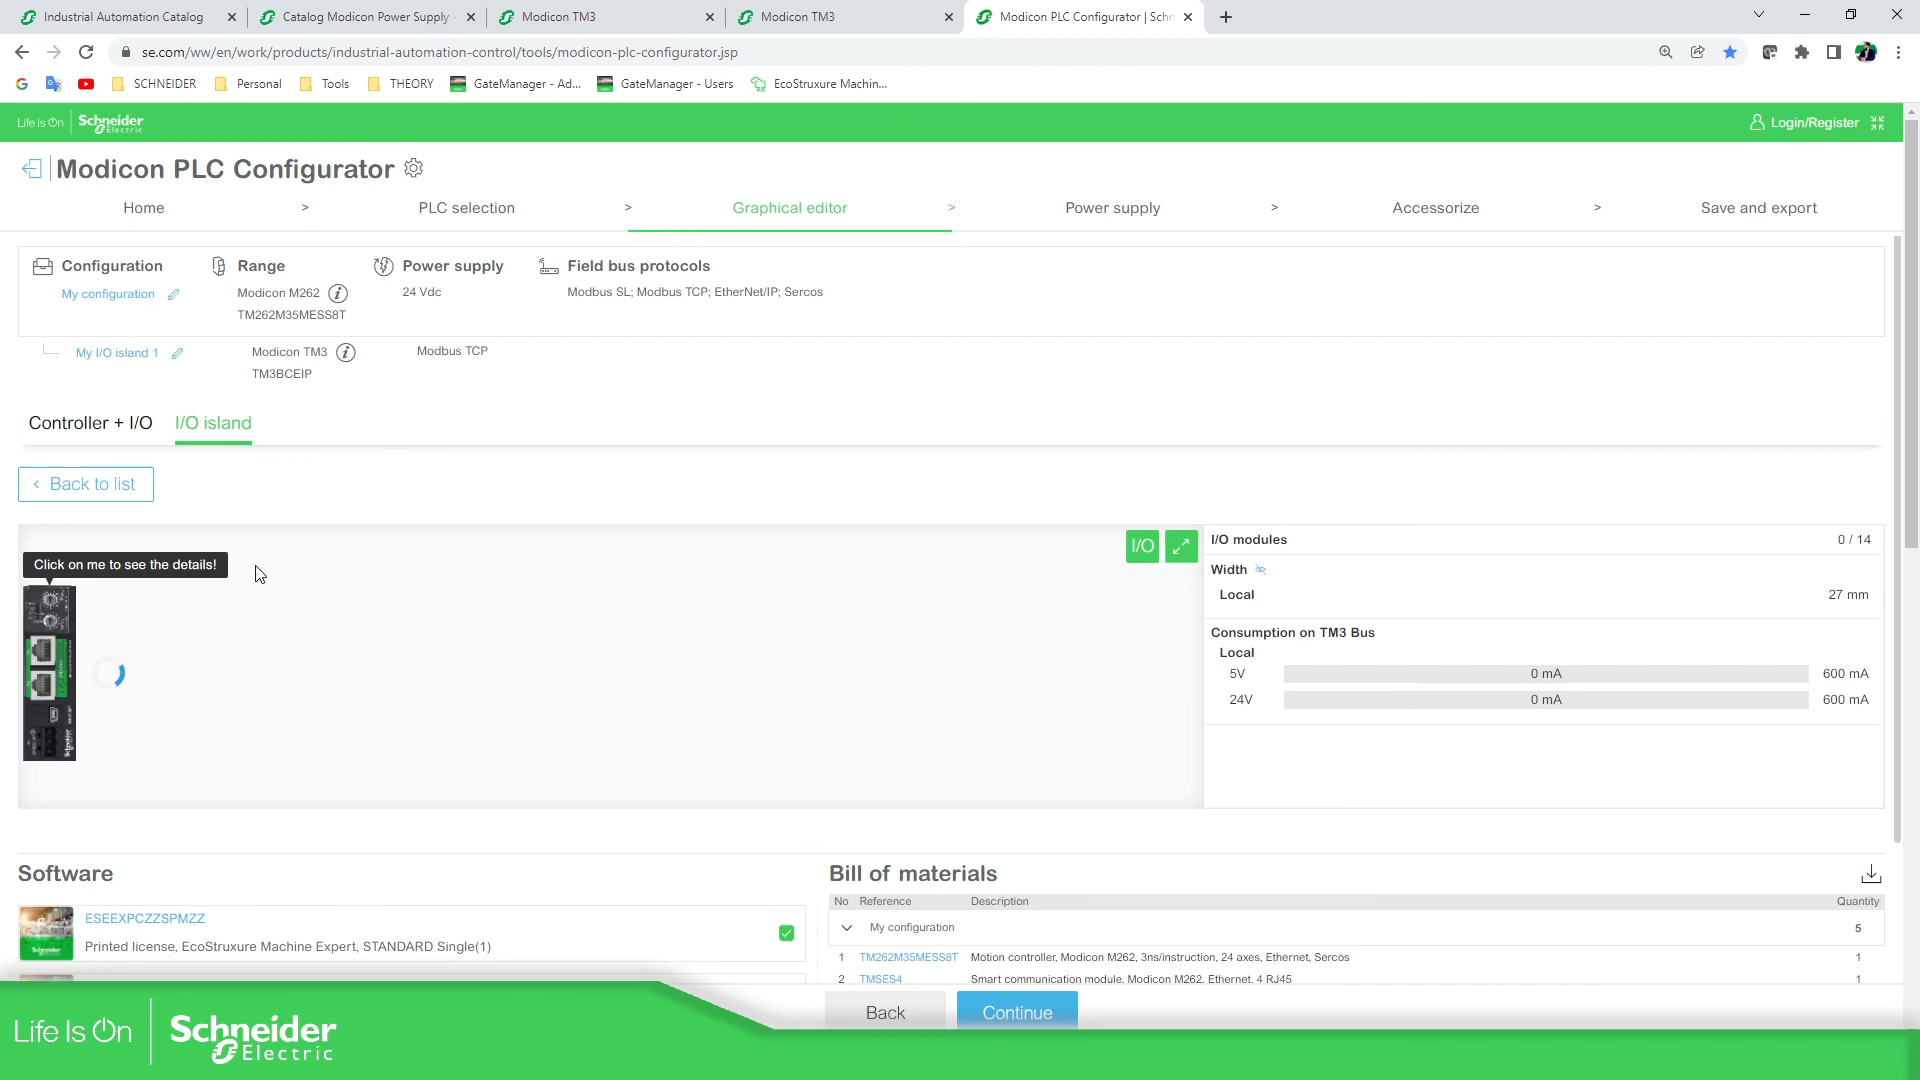 Industrial Automation Catalog
Catalog Modicon Power Supply -
Modicon TM3
Modicon TM3
Modicon PLC Configurator | Schn
se.com/ww/en/work/products/industrial-automation-control/tools/modicon-plc-configurator.jsp
SCHNEIDER
Personal
Tools
THEORY
GateManager - Ad...
GateManager - Users
EcoStruxure Machin...
Life Is On
Schneider Electric
Login/Register
Modicon PLC Configurator
Home > PLC selection > Graphical editor > Power supply > Accessorize > Save and export
Configuration
Range
Power supply
Field bus protocols
My configuration
Modicon M262
24 Vdc
Modbus SL; Modbus TCP; EtherNet/IP; Sercos
TM262M35MESS8T
My I/O island 1
Modicon TM3
Modbus TCP
TM3BCEIP
Controller + I/O
I/O island
< Back to list
Click on me to see the details!
I/O
I/O modules
0 / 14
Width
Local
27 mm
Consumption on TM3 Bus
Local
5V
0 mA
600 mA
24V
0 mA
600 mA
Software
ESEEXPCZZSPMZZ
Printed license, EcoStruxure Machine Expert, STANDARD Single(1)
Bill of materials
No Reference Description Quantity
My configuration 5
1 TM262M35MESS8T Motion controller, Modicon M262, 3ns/instruction, 24 axes, Ethernet, Sercos 1
2 TMSES4 Smart communication module, Modicon M262, Ethernet, 4 RJ45 1
Back
Continue
Life Is On
Schneider
Electric